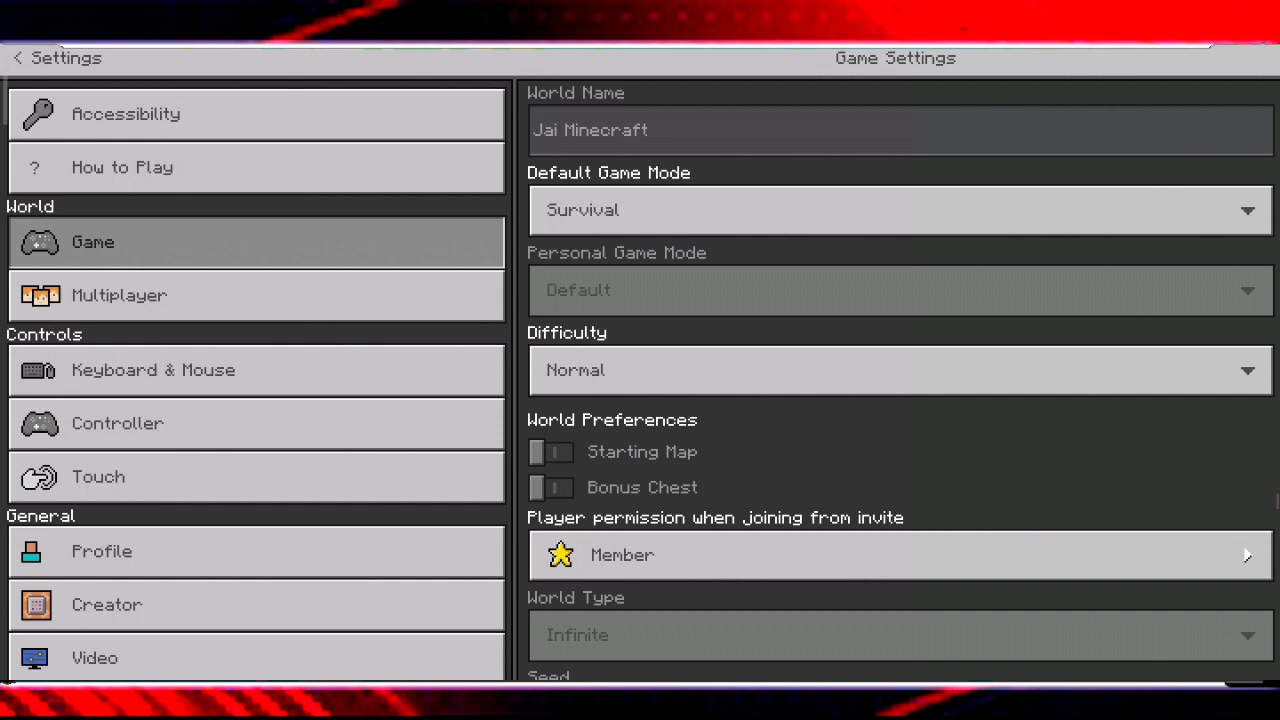 Settings
Game Settings
Accessibility
? How to Play
World
Game
Multiplayer
Controls
Keyboard & Mouse
Controller
Touch
General
Profile
Creator
Video
World Name
Jai Minecraft
Default Game Mode
Survival
Personal Game Mode
Default
Difficulty
Normal
World Preferences
Starting Map
Bonus Chest
Player permission when joining from invite
Member
World Type
Infinite
Seed